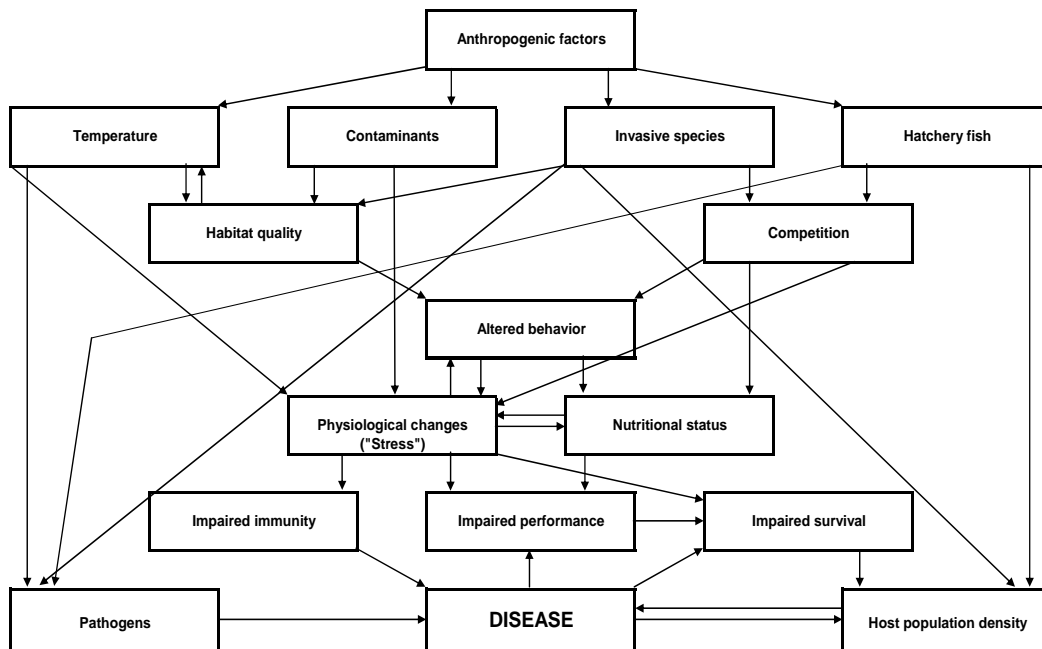 Anthropogenic factors
Temperature
Contaminants
Invasive species
Hatchery fish
Habitat quality
Competition
Altered behavior
Physiological changes
("Stress")
Nutritional status
Impaired immunity
Impaired performance
Impaired survival
Pathogens
DISEASE
Host population density